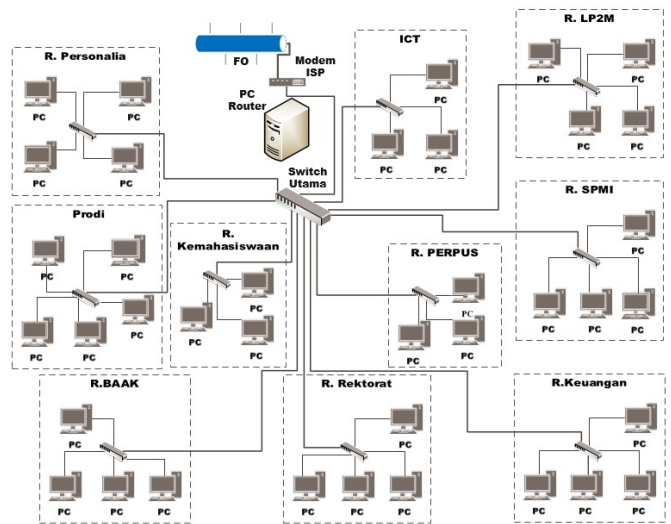 R. Personalia
PC
PC
PC
PC
FO
Modem
ISP
PC
Router
Switch
Utama
ICT
PC
PC
PC
R. LP2M
PC
PC
PC
PC
Prodi
PC
PC
PC
PC
PC
R.
Kemahasiswaan
PC
PC
PC
R. PERPUS
PC
PC
PC
R. SPMI
PC
PC
PC
PC
R.BAAK
PC
PC
PC
PC
R. Rektorat
PC
PC
PC
PC
R.Keuangan
PC
PC
PC
PC